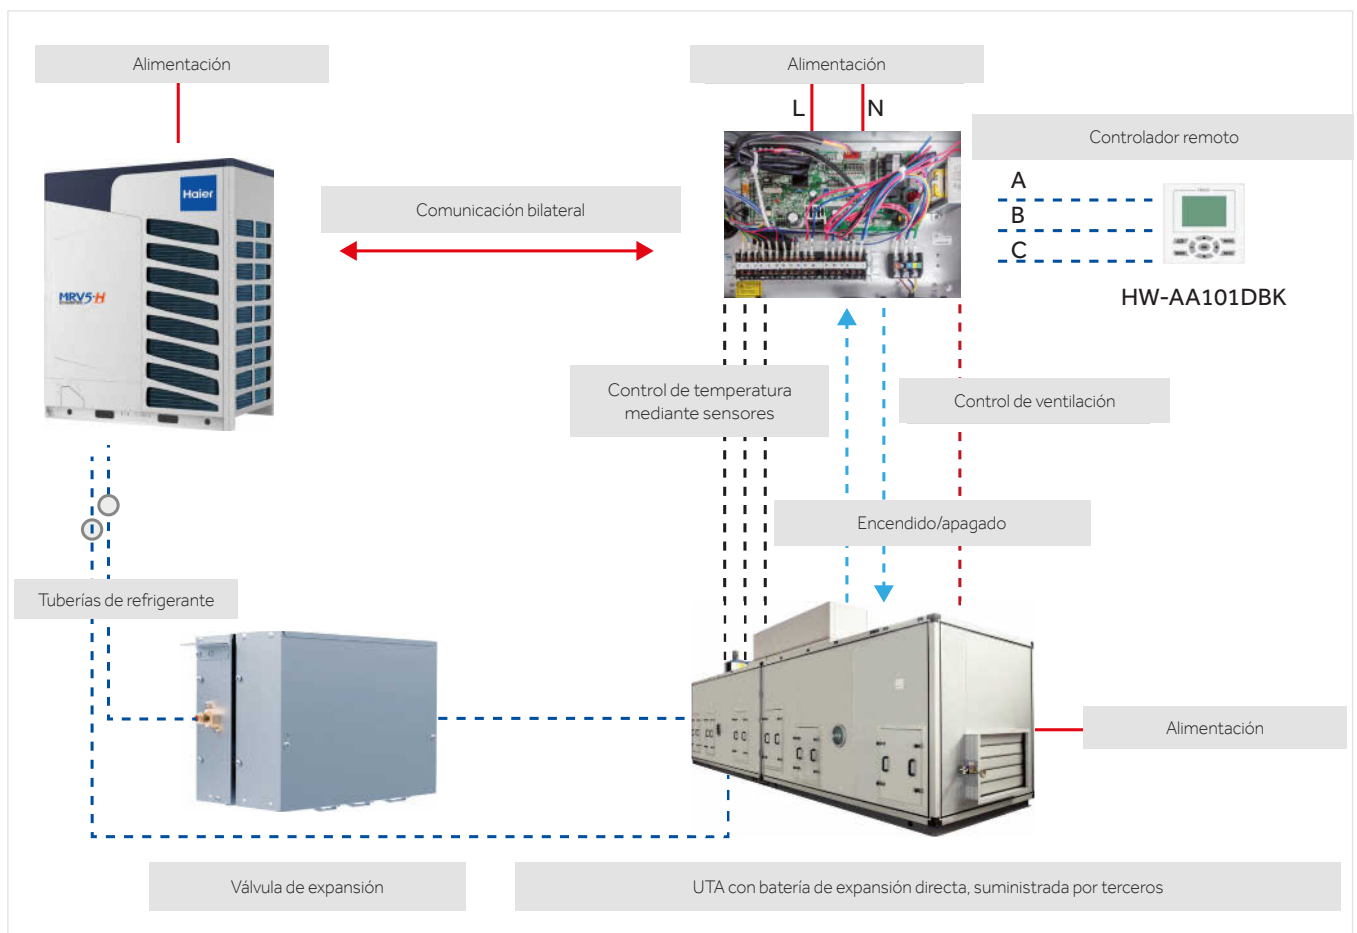 Alimentación
Alimentación
L
N
Controlador remoto
A
B
C
HW-AA101DBK
Haier
Comunicación bilateral
MRV5-H
Control de temperatura
mediante sensores
Control de ventilación
Encendido/apagado
Tuberías de refrigerante
Alimentación
Válvula de expansión
UTA con batería de expansión directa, suministrada por terceros